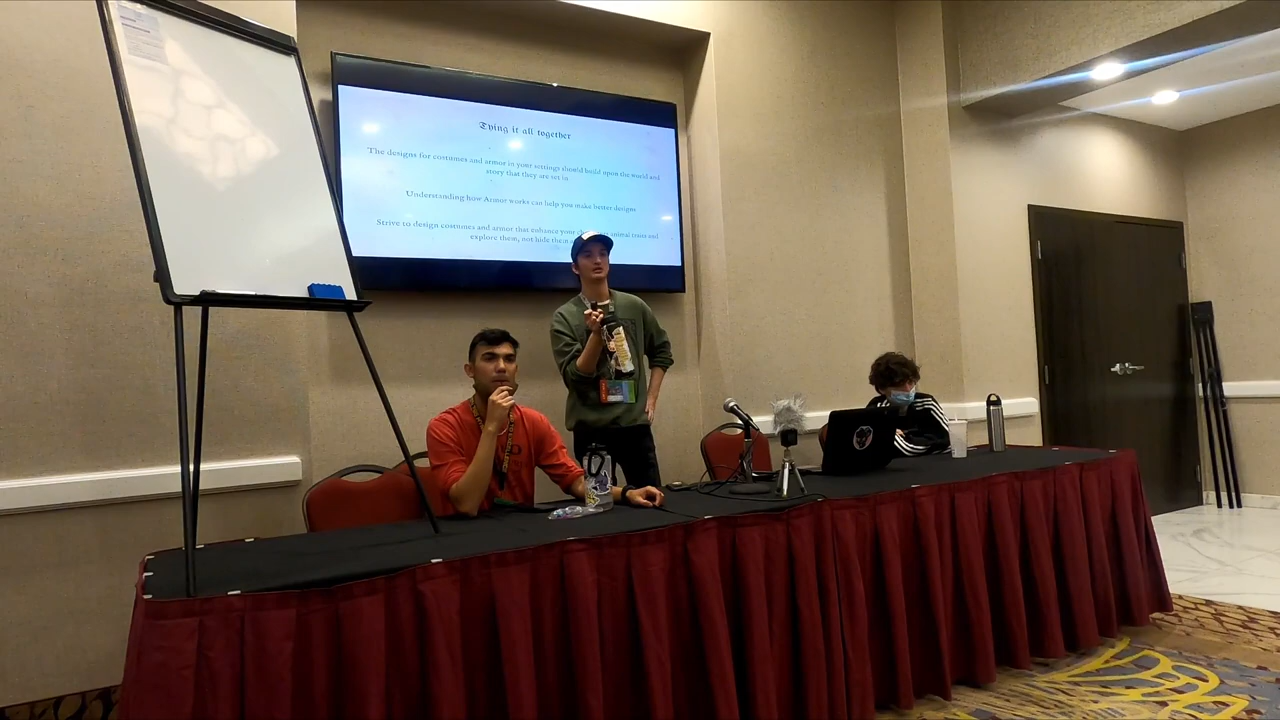 Tying it all together
The designs for costumes and armor in your settings should build upon the world and
story that they are set in
Understanding how Armor works can help you make better designs
Strive to design costumes and armor that enhance your animal traits and
explore them, not hide them